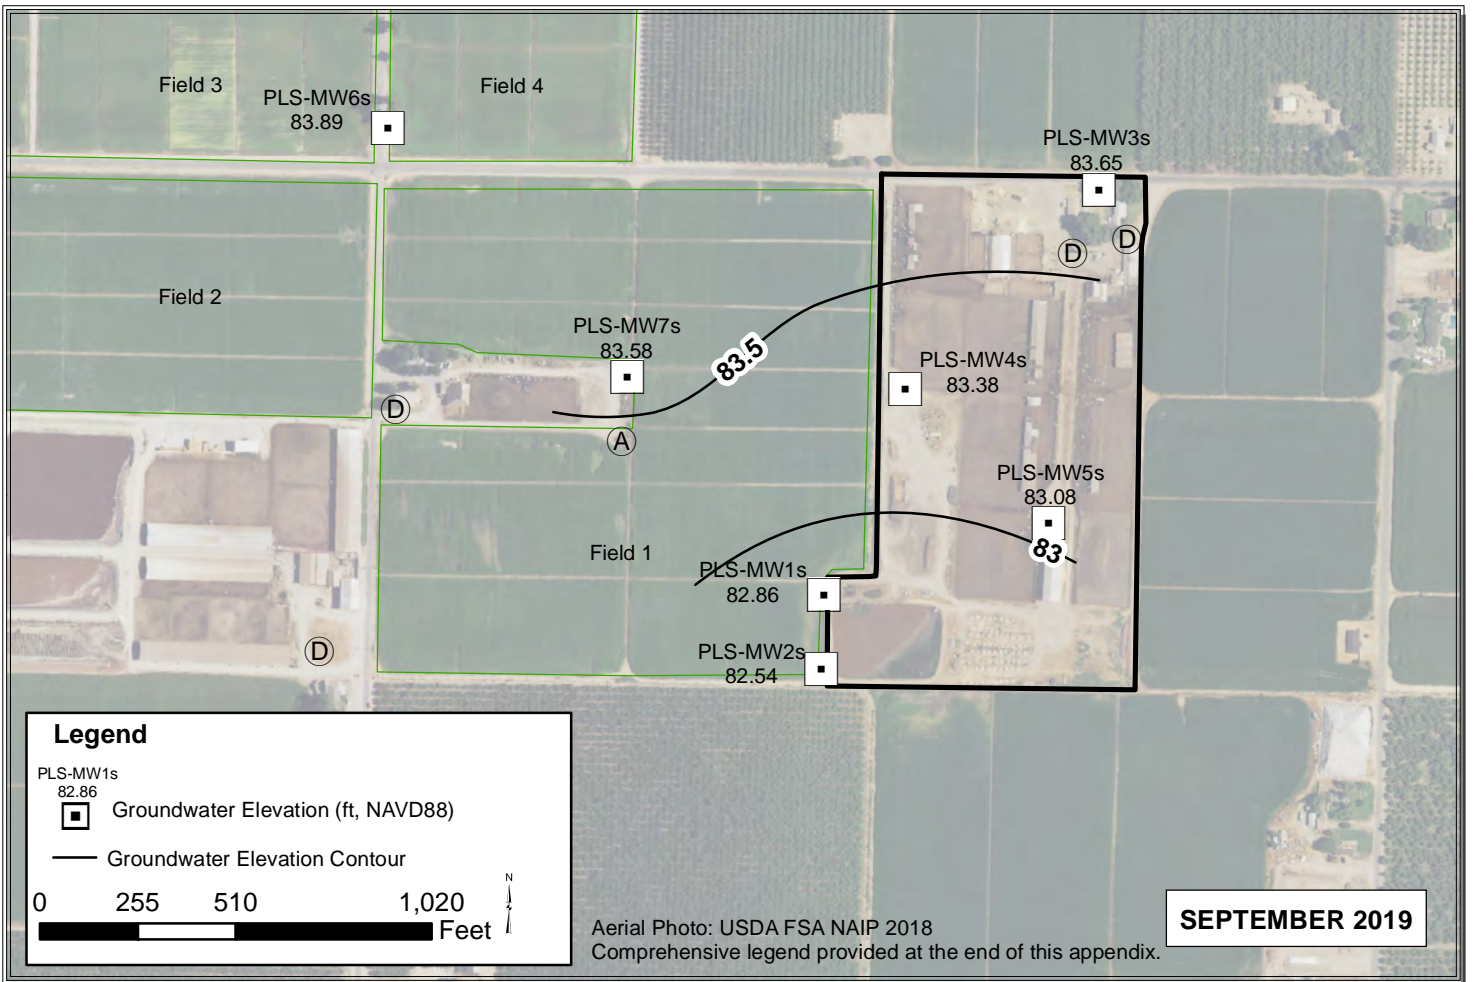 Field 3
PLS-MW6s
83.89
Field 4
PLS-MW3s
83.65
D
D
Field 2
PLS-MW7s
83.58
83.5
PLS-MW4s
83.38
D
A
PLS-MW5s
83.08
83
Field 1
PLS-MW1s
82.86
PLS-MW2s
82.54
D
Legend
PLS-MW1s
82.86
Groundwater Elevation (ft, NAVD88)
Groundwater Elevation Contour
0 255 510 1,020
Feet
N
Aerial Photo: USDA FSA NAIP 2018
Comprehensive legend provided at the end of this appendix.
SEPTEMBER 2019